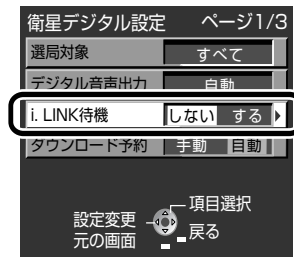 衛星デジタル設定 ページ1/3
選局対象 すべて
デジタル音声出力 自動
i. LINK待機 しない する
ダウンロード予約 手動 自動
項目選択
設定変更
元の画面 戻る